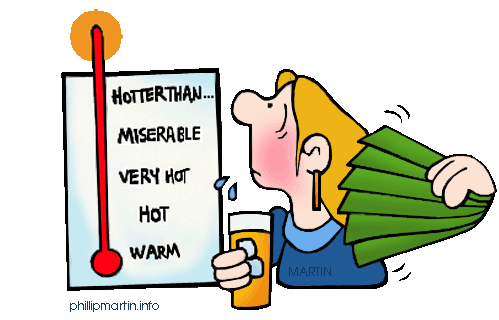 HOTTERTHAN...
MISERABLE
VERY HOT
HOT
WARM
MARTIN
phillipmartin.info